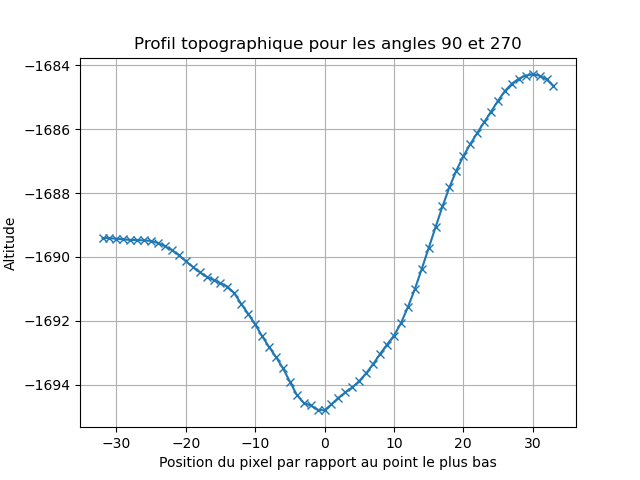 Profil topographique pour les angles 90 et 270
−1684
−1686
−1688
−1690
−1692
−1694
Altitude
−30 −20 −10 0 10 20 30
Position du pixel par rapport au point le plus bas